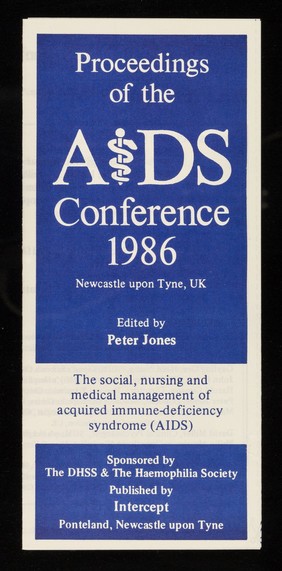 Proceedings
of the
AIDS
Conference
1986
Newcastle upon Tyne, UK
Edited by
Peter Jones
The social, nursing and
medical management of
acquired immune-deficiency
syndrome (AIDS)
Sponsored by
The DHSS & The Haemophilia Society
Published by
Intercept
Ponteland, Newcastle upon Tyne